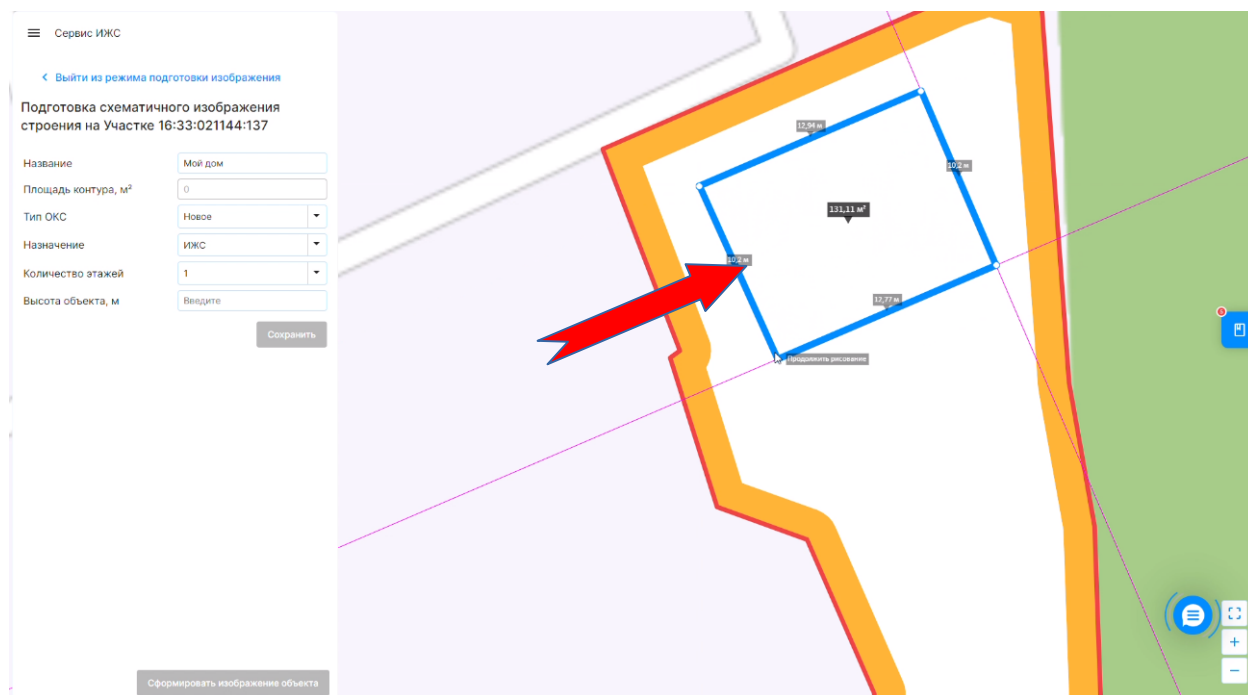 Сервис ИЖС
Выйти из режима подготовки изображения
Подготовка схематичного изображения
строения на Участке 16:33:021144:137
Название Мой дом
Площадь контура, м² 0
Тип ОКС Новое
Назначение ИЖС
Количество этажей 1
Высота объекта, м Введите
Сохранить
Сформировать изображение объекта
12,94 м
10,2 м
131,11 м²
10,2 м
12,77 м
Продолжить рисование